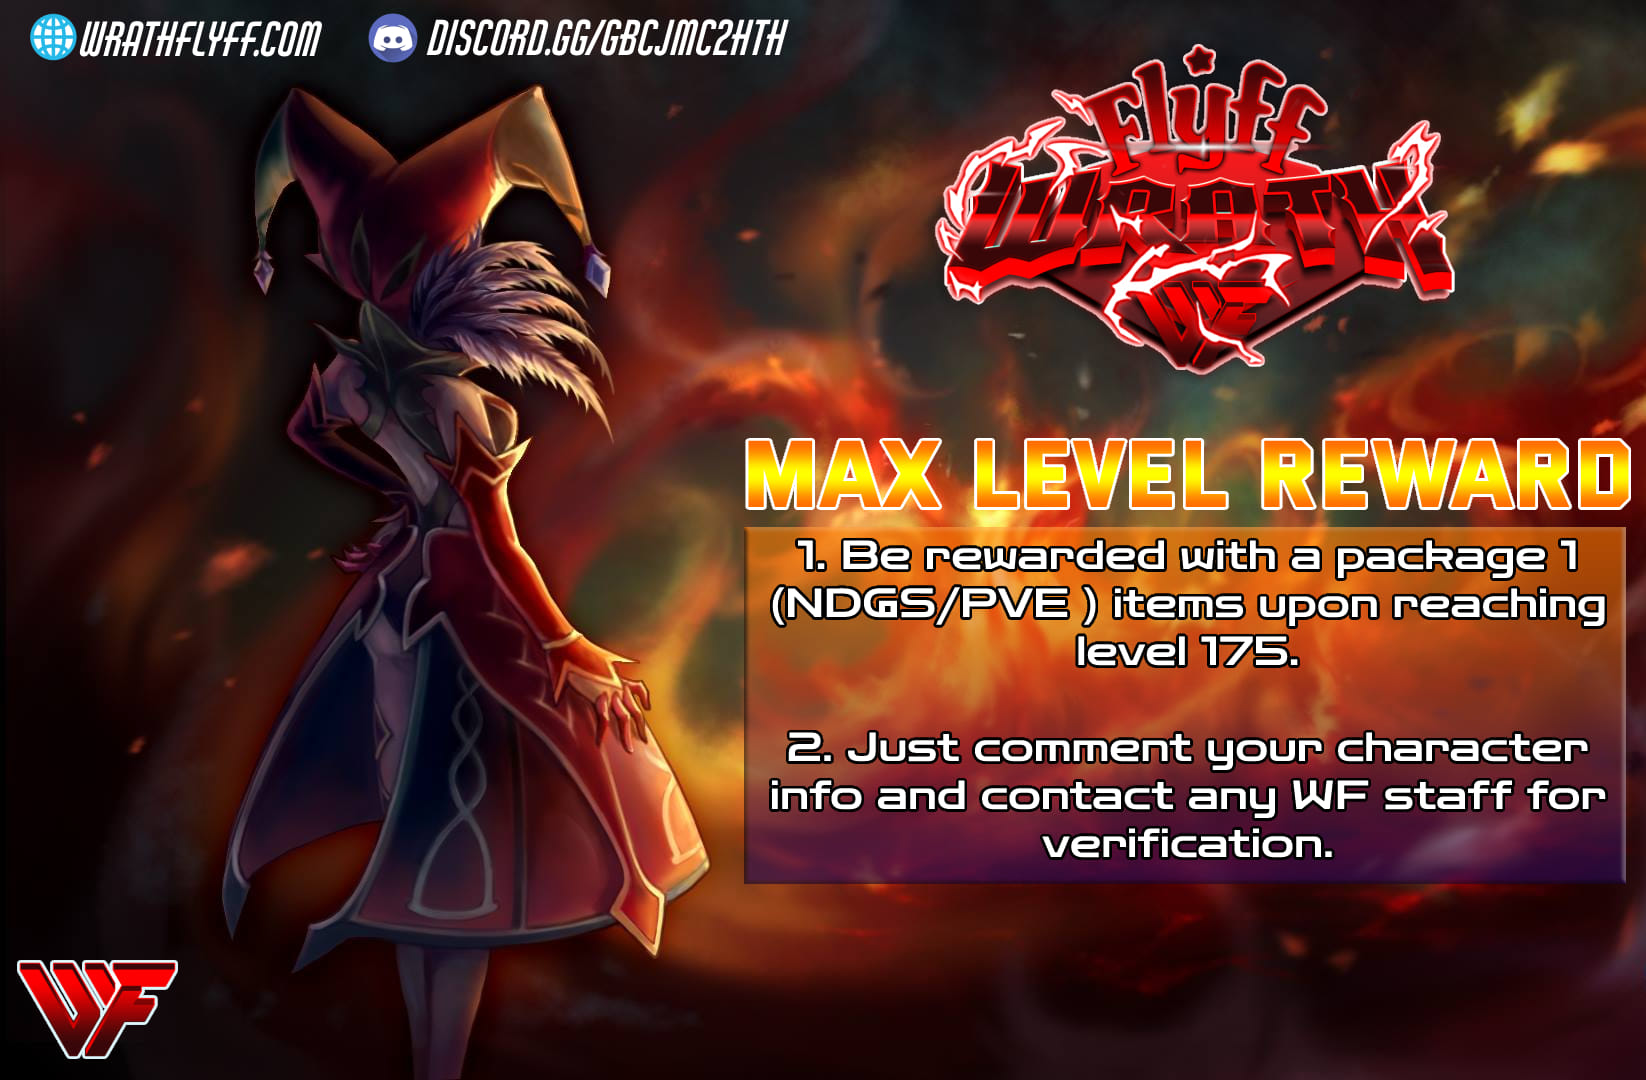 WRATHFLYFF.COM
DISCORD.GG/GBCJMC2HTH
Flyff
WRATH
WF
MAX LEVEL REWARD
1. Be rewarded with a package 1
(NDGS/PVE ) items upon reaching
level 175.
2. Just comment your character
info and contact any WF staff for
verification.
WF